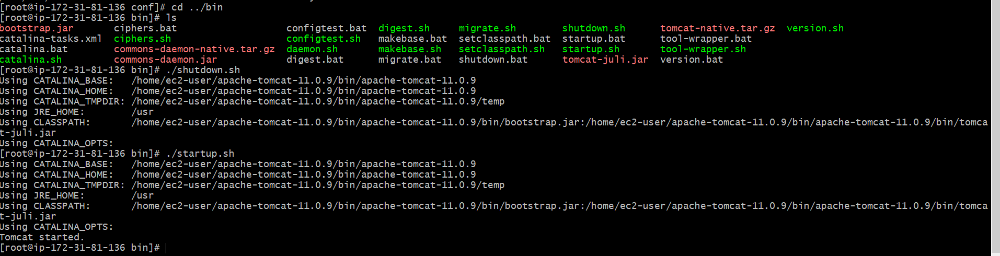 [root@ip-172-31-81-136 conf]# cd ../bin
[root@ip-172-31-81-136 bin]# ls
bootstrap.jar ciphers.bat configtest.bat digest.sh migrate.sh shutdown.sh tomcat-native.tar.gz version.sh
catalina-tasks.xml ciphers.sh configtest.sh makebase.bat setclasspath.bat startup.bat tool-wrapper.bat
catalina.bat commons-daemon-native.tar.gz daemon.sh makebase.sh setclasspath.sh startup.sh tool-wrapper.sh
catalina.sh commons-daemon.jar digest.bat migrate.bat shutdown.bat tomcat-juli.jar version.bat
[root@ip-172-31-81-136 bin]# ./shutdown.sh
Using CATALINA_BASE: /home/ec2-user/apache-tomcat-11.0.9/bin/apache-tomcat-11.0.9
Using CATALINA_HOME: /home/ec2-user/apache-tomcat-11.0.9/bin/apache-tomcat-11.0.9
Using CATALINA_TMPDIR: /home/ec2-user/apache-tomcat-11.0.9/bin/apache-tomcat-11.0.9/temp
Using JRE_HOME: /usr
Using CLASSPATH: /home/ec2-user/apache-tomcat-11.0.9/bin/apache-tomcat-11.0.9/bin/bootstrap.jar:/home/ec2-user/apache-tomcat-11.0.9/bin/apache-tomcat-11.0.9/bin/tomca
t-juli.jar
Using CATALINA_OPTS:
[root@ip-172-31-81-136 bin]# ./startup.sh
Using CATALINA_BASE: /home/ec2-user/apache-tomcat-11.0.9/bin/apache-tomcat-11.0.9
Using CATALINA_HOME: /home/ec2-user/apache-tomcat-11.0.9/bin/apache-tomcat-11.0.9
Using CATALINA_TMPDIR: /home/ec2-user/apache-tomcat-11.0.9/bin/apache-tomcat-11.0.9/temp
Using JRE_HOME: /usr
Using CLASSPATH: /home/ec2-user/apache-tomcat-11.0.9/bin/apache-tomcat-11.0.9/bin/bootstrap.jar:/home/ec2-user/apache-tomcat-11.0.9/bin/apache-tomcat-11.0.9/bin/tomca
t-juli.jar
Using CATALINA_OPTS:
Tomcat started.
[root@ip-172-31-81-136 bin]#